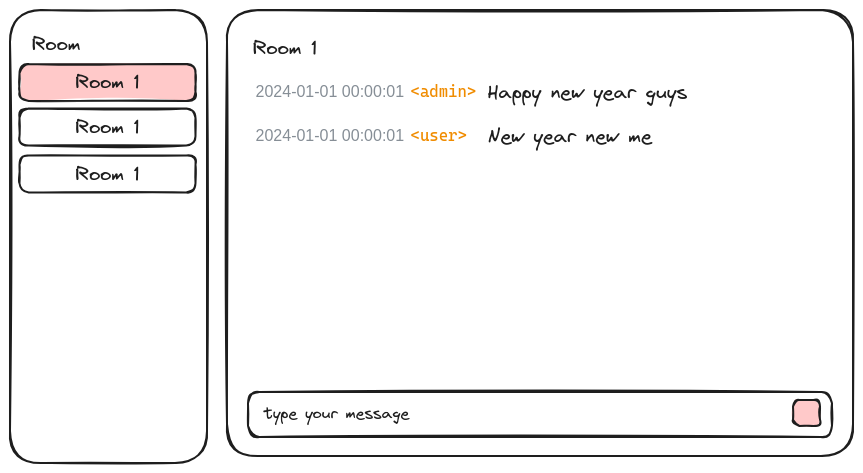 Room
Room 1
Room 1
Room 1
Room 1
2024-01-01 00:00:01 <admin> Happy new year guys
2024-01-01 00:00:01 <user> New year new me
type your message